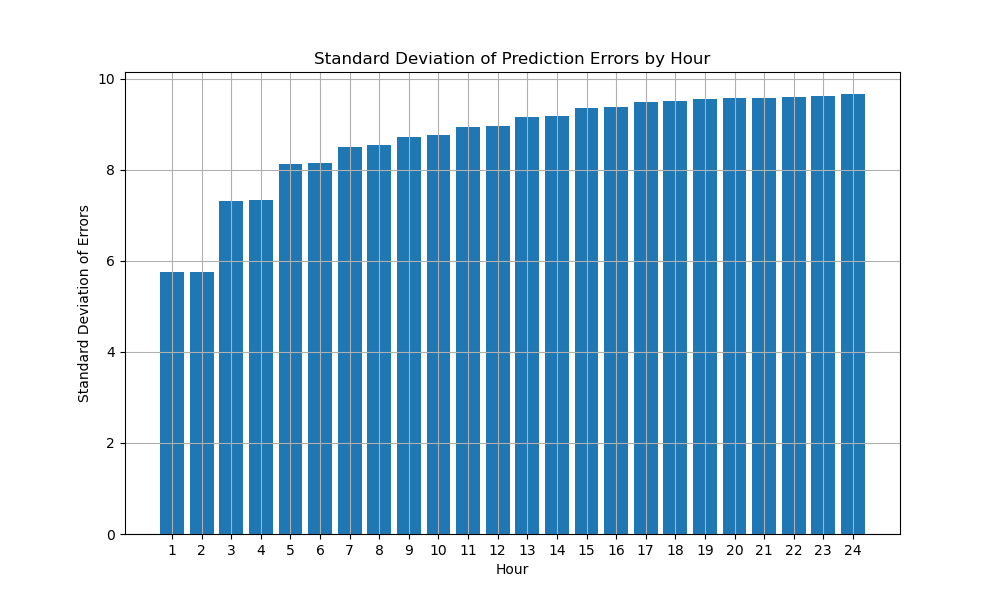 Standard Deviation of Prediction Errors by Hour
10
8
6
4
2
0
Standard Deviation of Errors
1 2 3 4 5 6 7 8 9 10 11 12 13 14 15 16 17 18 19 20 21 22 23 24
Hour